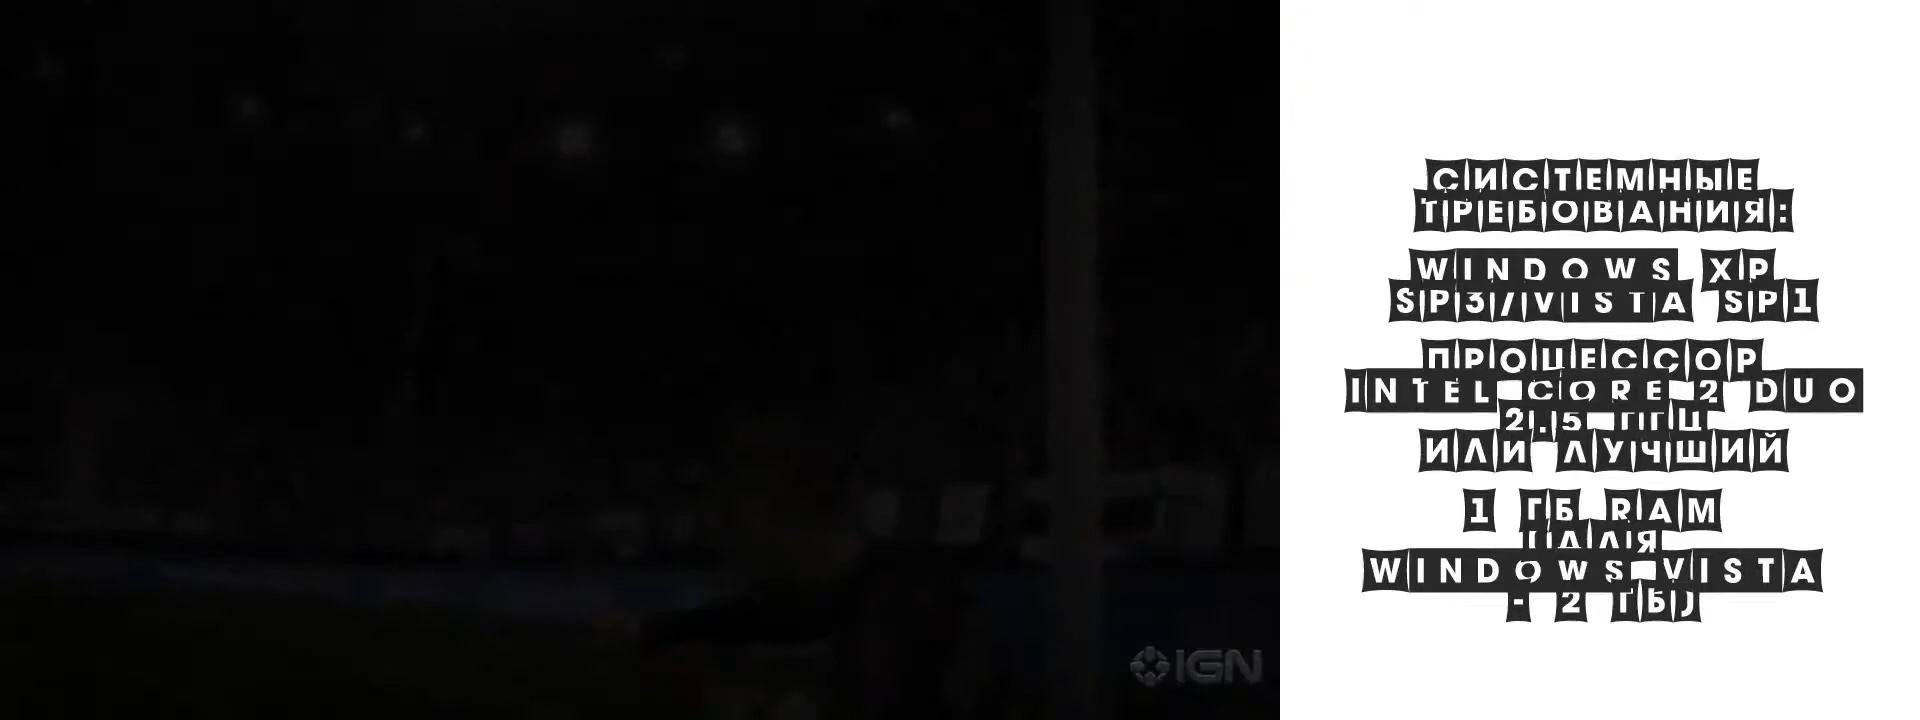 IGN
СИСТЕМНЫЕ
ТРЕБОВАНИЯ:
WINDOWS XP
SP3/VISTA SP1
ПРОЦЕССОР
INTEL CORE 2 DUO
2.5 ГГЦ
ИЛИ ЛУЧШИЙ
1 ГБ RAM
(ДЛЯ
WINDOWS VISTA
- 2 ГБ)